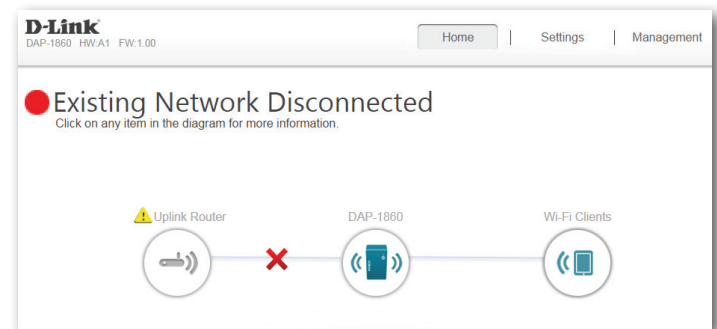 D-Link
DAP-1860 HW:A1 FW:1.00
Home | Settings | Management
Existing Network Disconnected
Click on any item in the diagram for more information.
Uplink Router DAP-1860 Wi-Fi Clients